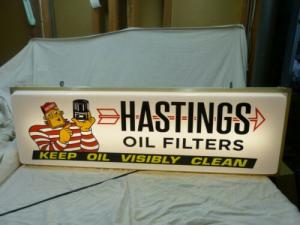 HASTINGS
OIL FILTERS
KEEP OIL VISIBLY CLEAN